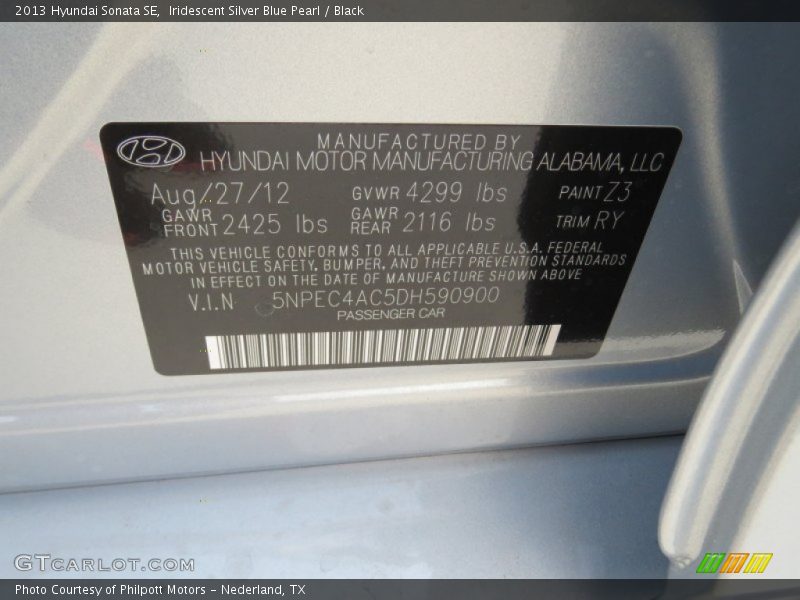 2013 Hyundai Sonata SE, Iridescent Silver Blue Pearl / Black
MANUFACTURED BY
HYUNDAI MOTOR MANUFACTURING ALABAMA, LLC
Aug/27/12 GVWR 4299 lbs PAINT Z3
GAWR FRONT 2425 lbs GAWR REAR 2116 lbs TRIM RY
THIS VEHICLE CONFORMS TO ALL APPLICABLE U.S.A. FEDERAL
MOTOR VEHICLE SAFETY, BUMPER, AND THEFT PREVENTION STANDARDS
IN EFFECT ON THE DATE OF MANUFACTURE SHOWN ABOVE
V.I.N 5NPEC4AC5DH590900
PASSENGER CAR
GTCARLOT.COM
Photo Courtesy of Philpott Motors - Nederland, TX